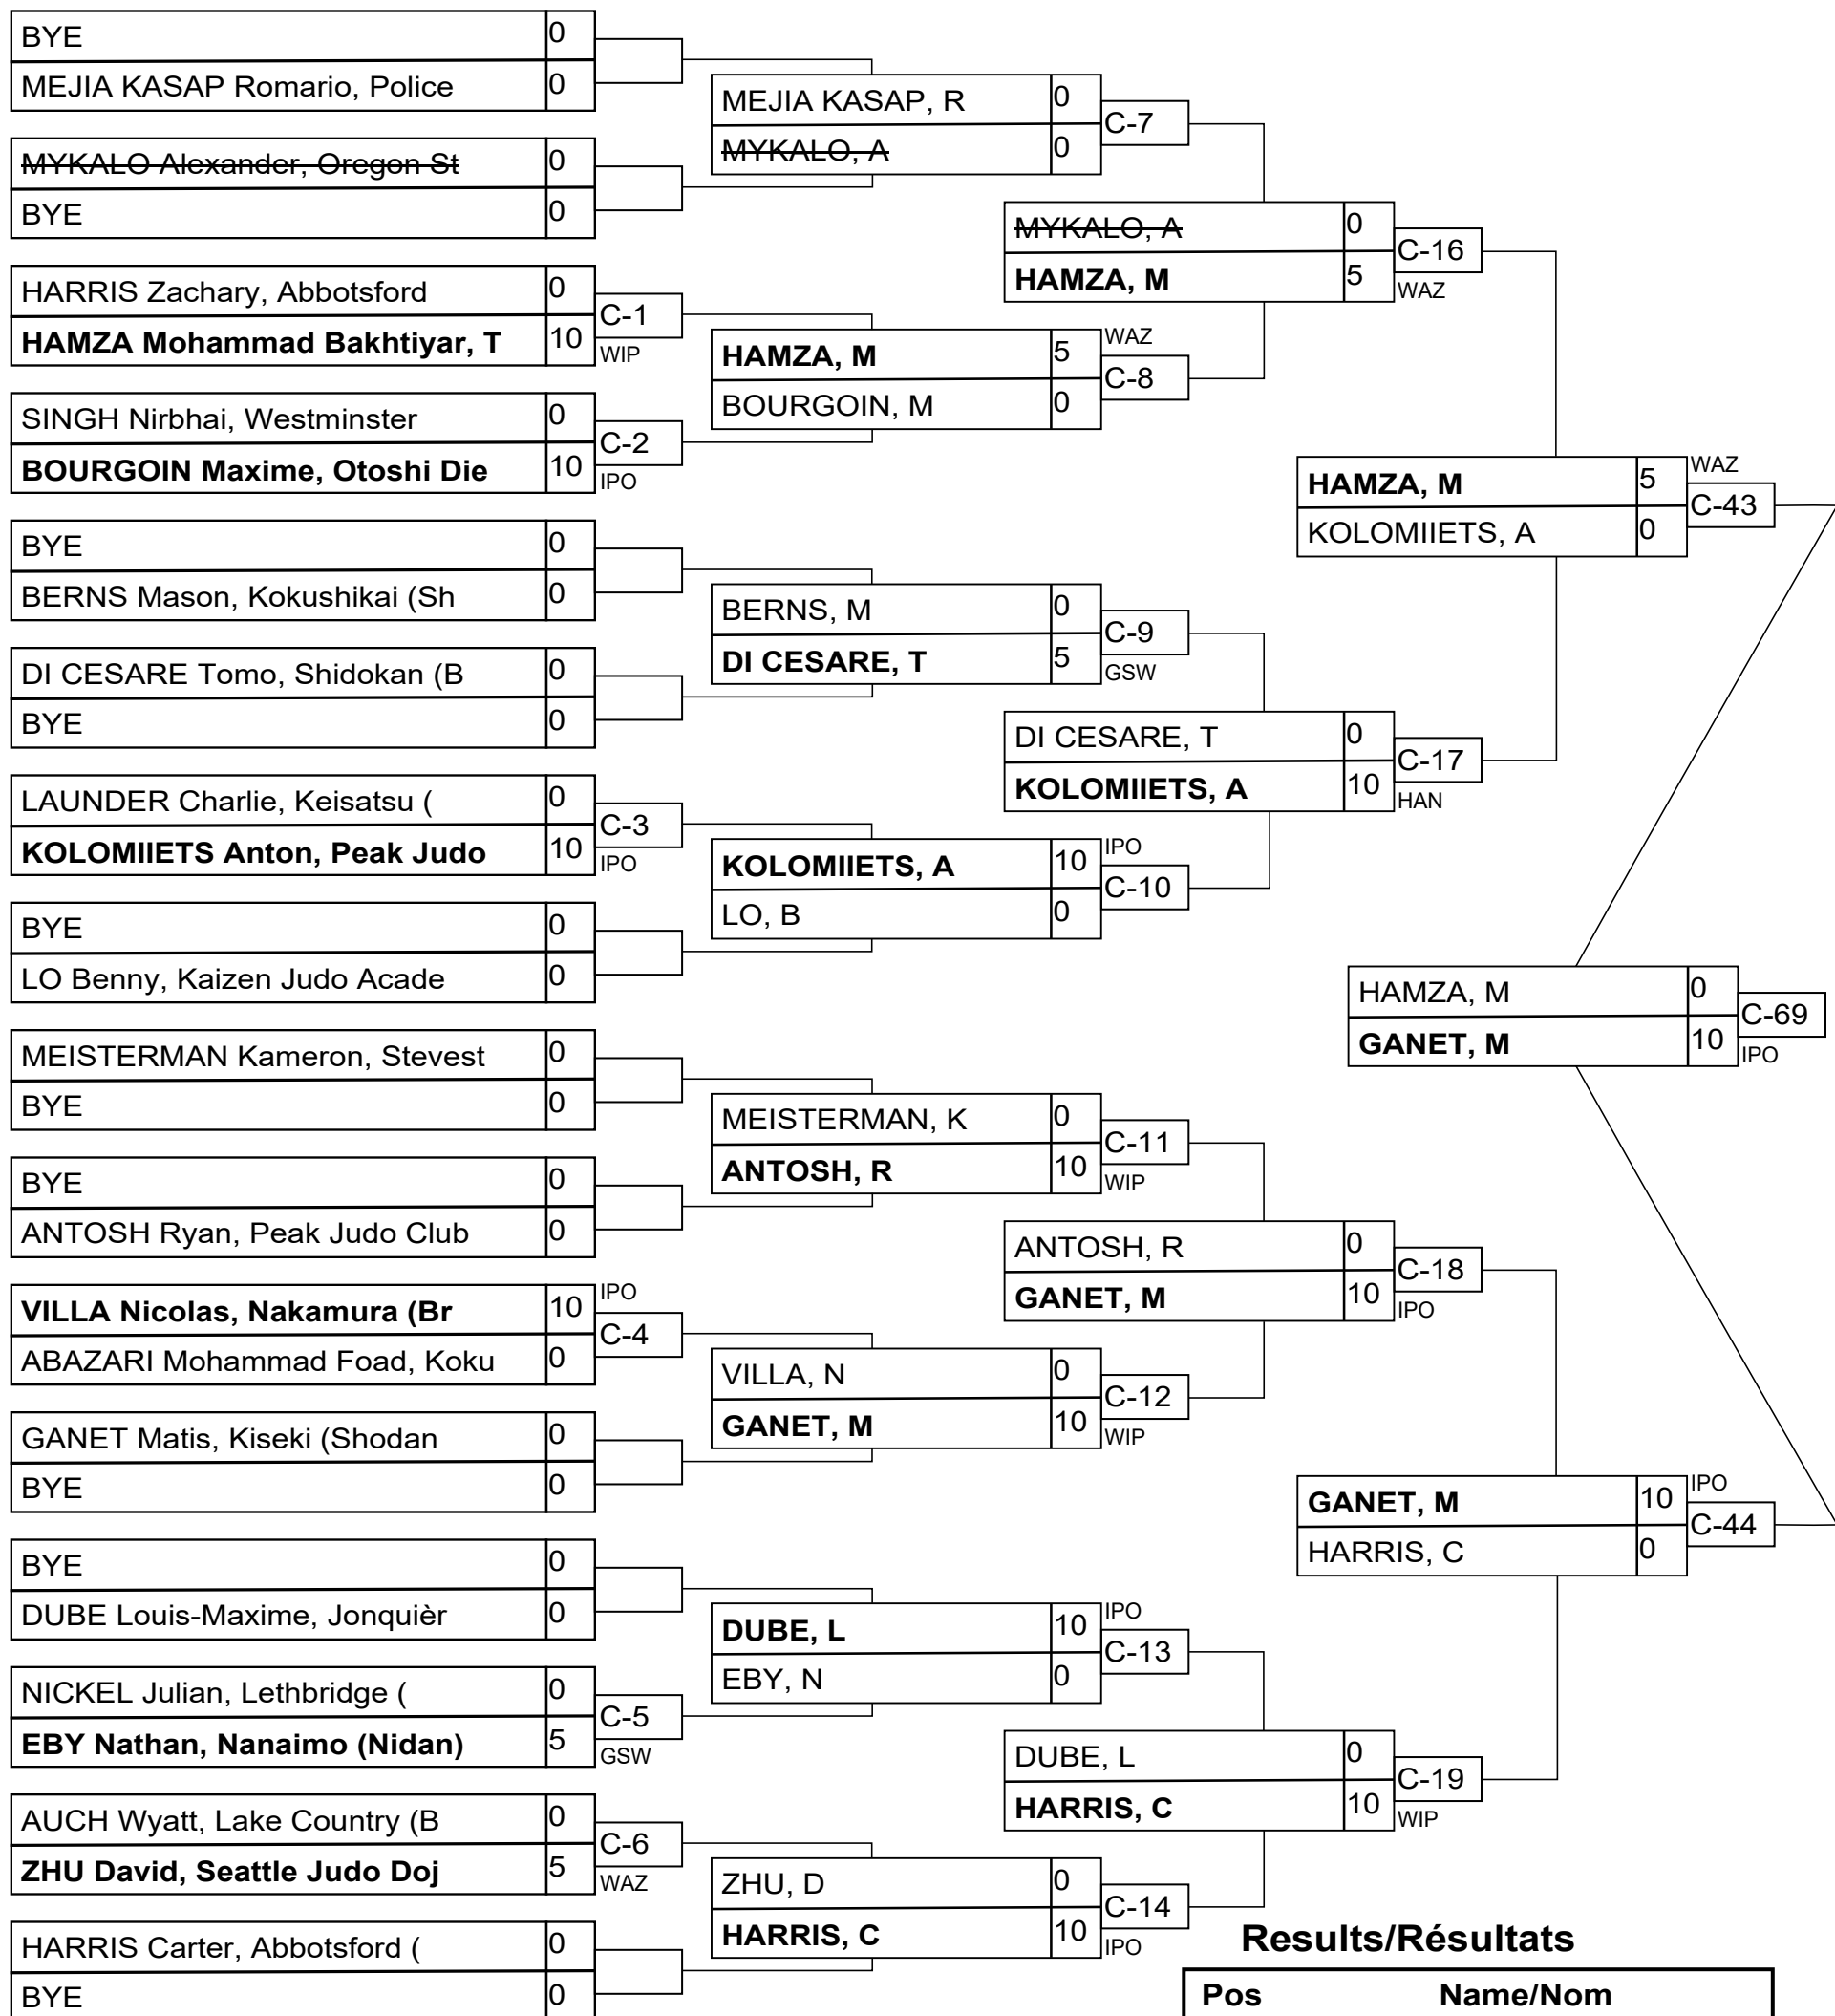 BYE 0
MEJIA KASAP Romario, Police 0
MYKALO Alexander, Oregon St 0
BYE 0
HARRIS Zachary, Abbotsford 0
HAMZA Mohammad Bakhtiyar, T 10
C-1
WIP
SINGH Nirbhai, Westminster 0
BOURGOIN Maxime, Otoshi Die 10
C-2
IPO
BYE 0
BERNS Mason, Kokushikai (Sh 0
DI CESARE Tomo, Shidokan (B 0
BYE 0
LAUNDER Charlie, Keisatsu ( 0
KOLOMIIETS Anton, Peak Judo 10
C-3
IPO
BYE 0
LO Benny, Kaizen Judo Acade 0
MEISTERMAN Kameron, Stevest 0
BYE 0
BYE 0
ANTOSH Ryan, Peak Judo Club 0
VILLA Nicolas, Nakamura (Br 10
ABAZARI Mohammad Foad, Koku 0
IPO
C-4
GANET Matis, Kiseki (Shodan 0
BYE 0
BYE 0
DUBE Louis-Maxime, Jonquièr 0
NICKEL Julian, Lethbridge ( 0
EBY Nathan, Nanaimo (Nidan) 5
C-5
GSW
AUCH Wyatt, Lake Country (B 0
ZHU David, Seattle Judo Doj 5
C-6
WAZ
HARRIS Carter, Abbotsford ( 0
BYE 0
MEJIA KASAP, R 0
MYKALO, A 0
C-7
HAMZA, M 5
BOURGOIN, M 0
WAZ
C-8
BERNS, M 0
DI CESARE, T 5
C-9
GSW
KOLOMIIETS, A 10
LO, B 0
IPO
C-10
MEISTERMAN, K 0
ANTOSH, R 10
C-11
WIP
VILLA, N 0
GANET, M 10
C-12
WIP
DUBE, L 10
EBY, N 0
IPO
C-13
ZHU, D 0
HARRIS, C 10
C-14
IPO
MYKALO, A 0
HAMZA, M 5
C-16
WAZ
DI CESARE, T 0
KOLOMIIETS, A 10
C-17
HAN
ANTOSH, R 0
GANET, M 10
C-18
IPO
DUBE, L 0
HARRIS, C 10
C-19
WIP
HAMZA, M 5
KOLOMIIETS, A 0
WAZ
C-43
GANET, M 10
HARRIS, C 0
IPO
C-44
HAMZA, M 0
GANET, M 10
C-69
IPO
Results/Résultats
Pos Name/Nom